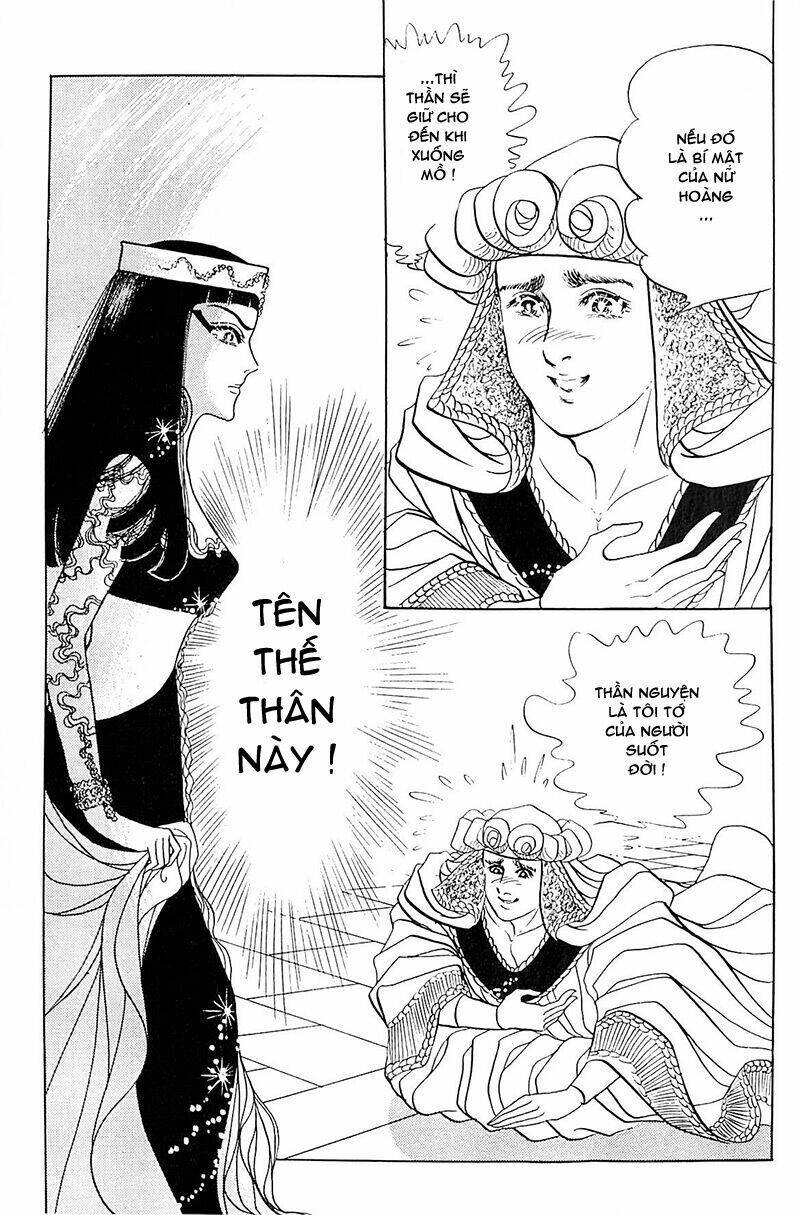 NẾU ĐÓ
LÀ BÍ MẬT
CỦA NỮ
HOÀNG
...
...THÌ
THẦN SẼ
GIỮ CHO
ĐẾN KHI
XUỐNG
MỒ !
THẦN NGUYỆN
LÀ TÔI TỚ
CỦA NGƯỜI
SUỐT
ĐỜI !
TÊN
THẾ
THÂN
NÀY !